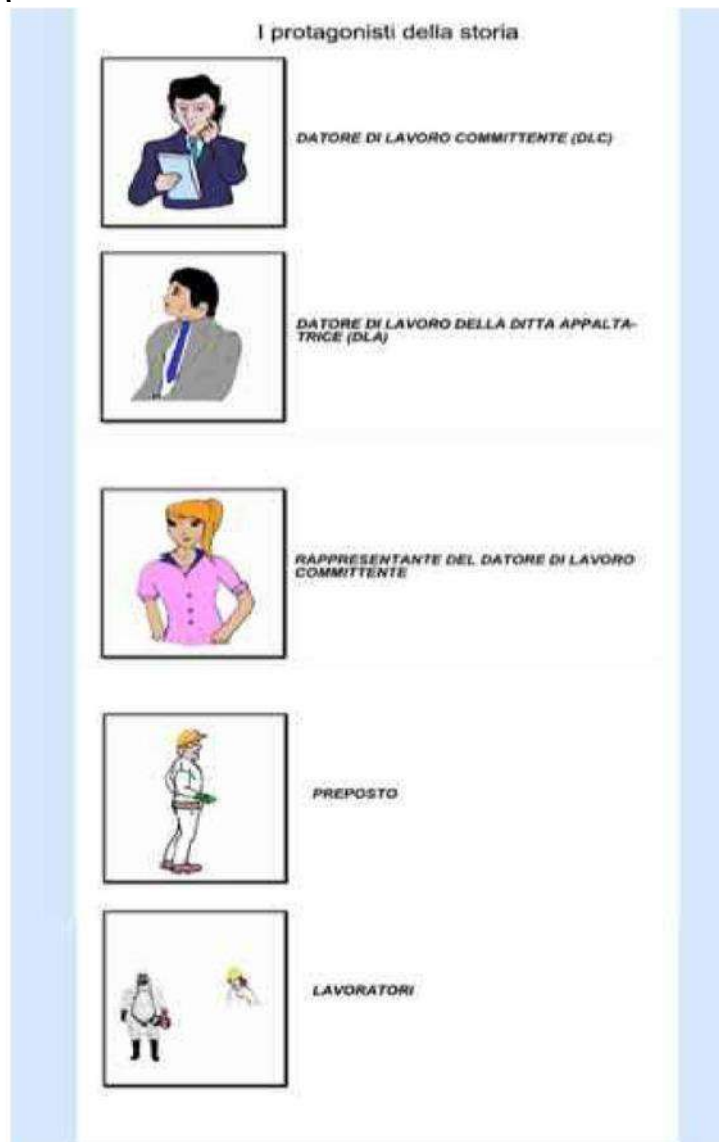 I protagonisti della storia
DATORE DI LAVORO COMMITTENTE (DLC)
DATORE DI LAVORO DELLA DITTA APPALTA-
TRICE (DLA)
RAPPRESENTANTE DEL DATORE DI LAVORO
COMMITTENTE
PREPOSTO
LAVORATORI